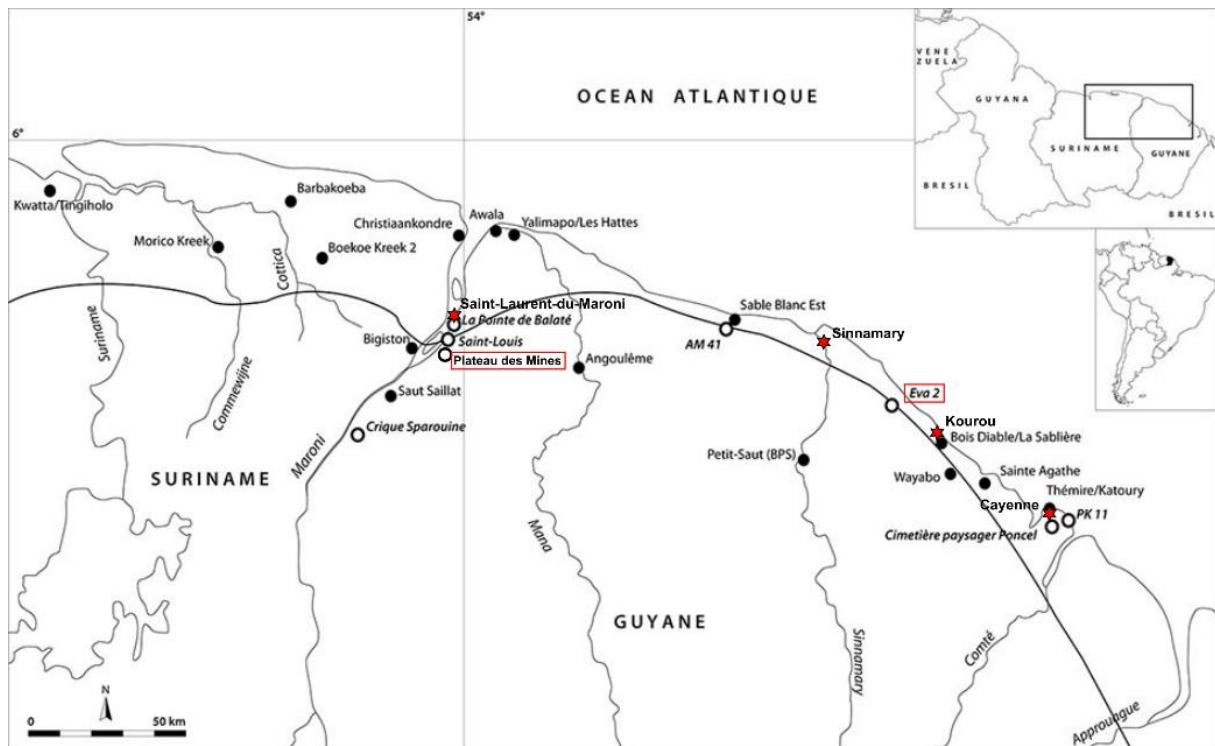 54°
OCEAN ATLANTIQUE
6°
VENE
ZUELA
GUYANA
SURINAME
GUYANE
BRESIL
BRESIL
Kwatta/Tingiholo
Barbakoeba
Christiaankondre
Awala
Yalimapo/Les Hattes
Morico Kreek
Cottica
Boekoe Kreek 2
Suriname
Commewijne
Saint-Laurent-du-Maroni
La Pointe de Balaté
Bigiston
Saint-Louis
Plateau des Mines
Angoulême
Sable Blanc Est
AM 41
Sinnamary
Eva 2
Saut Saillat
Crique Sparouine
Maroni
Kourou
Bois Diable/La Sablière
Petit-Saut (BPS)
Wayabo
Sainte Agathe
Thémire/Katoury
Cayenne
PK 11
Cimetière paysager Poncel
SURINAME
Mana
GUYANE
Sinnamary
Comté
Approuague
N
0 50 km